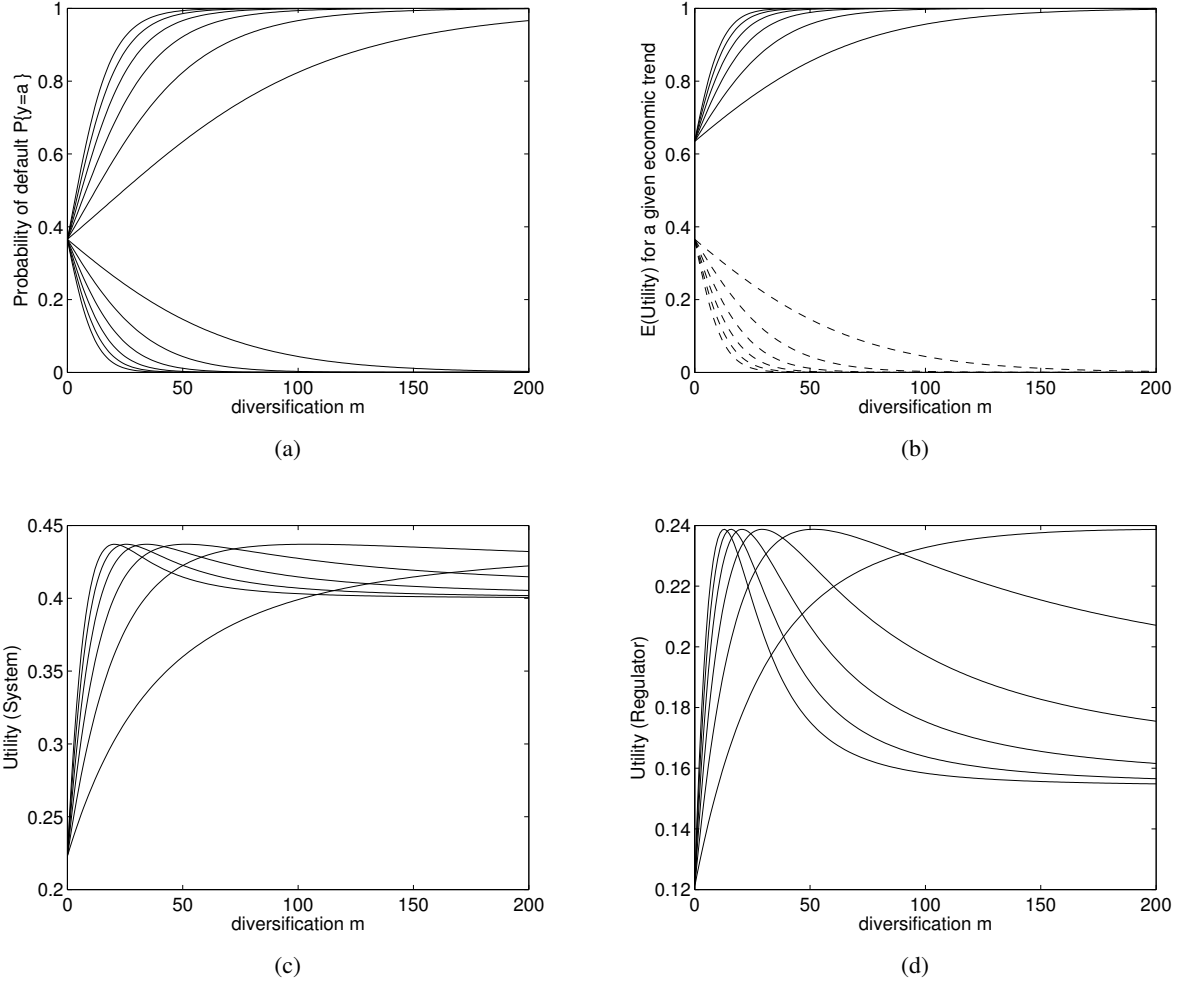 1
0.8
0.6
0.4
0.2
0
Probability of default P{y=a }
0 50 100 150 200
diversification m
(a)
1
0.8
0.6
0.4
0.2
0
E(Utility) for a given economic trend
0 50 100 150 200
diversification m
(b)
0.45
0.4
0.35
0.3
0.25
0.2
Utility (System)
0 50 100 150 200
diversification m
(c)
0.24
0.22
0.2
0.18
0.16
0.14
0.12
Utility (Regulator)
0 50 100 150 200
diversification m
(d)